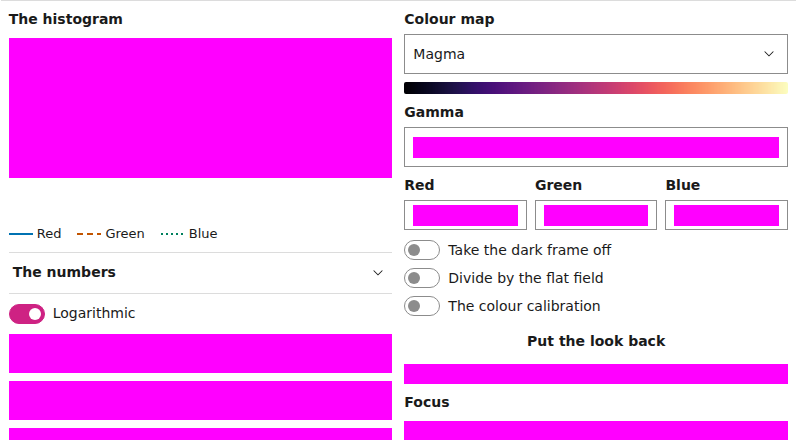 The histogram
Red Green Blue
The numbers
Logarithmic
Colour map
Magma
Gamma
Red Green Blue
Take the dark frame off
Divide by the flat field
The colour calibration
Put the look back
Focus